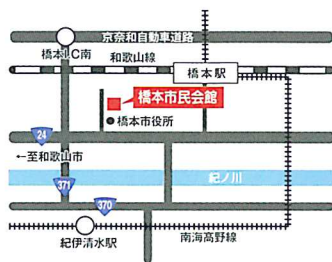 京奈和自動車道路
橋本I.C南
和歌山線
橋本駅
橋本市民会館
橋本市役所
24
←至和歌山市
紀ノ川
371
370
紀伊清水駅
南海高野線